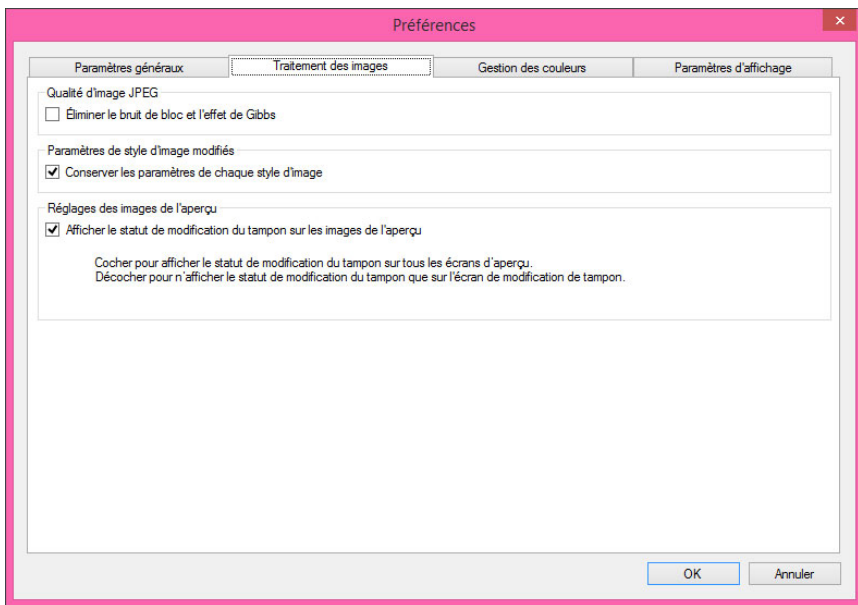 Préférences
Paramètres généraux Traitement des images Gestion des couleurs Paramètres d'affichage
Qualité d'image JPEG
Éliminer le bruit de bloc et l'effet de Gibbs
Paramètres de style d'image modifiés
Conserver les paramètres de chaque style d'image
Réglages des images de l'aperçu
Afficher le statut de modification du tampon sur les images de l'aperçu
Cocher pour afficher le statut de modification du tampon sur tous les écrans d'aperçu.
Décocher pour n'afficher le statut de modification du tampon que sur l'écran de modification de tampon.
OK Annuler